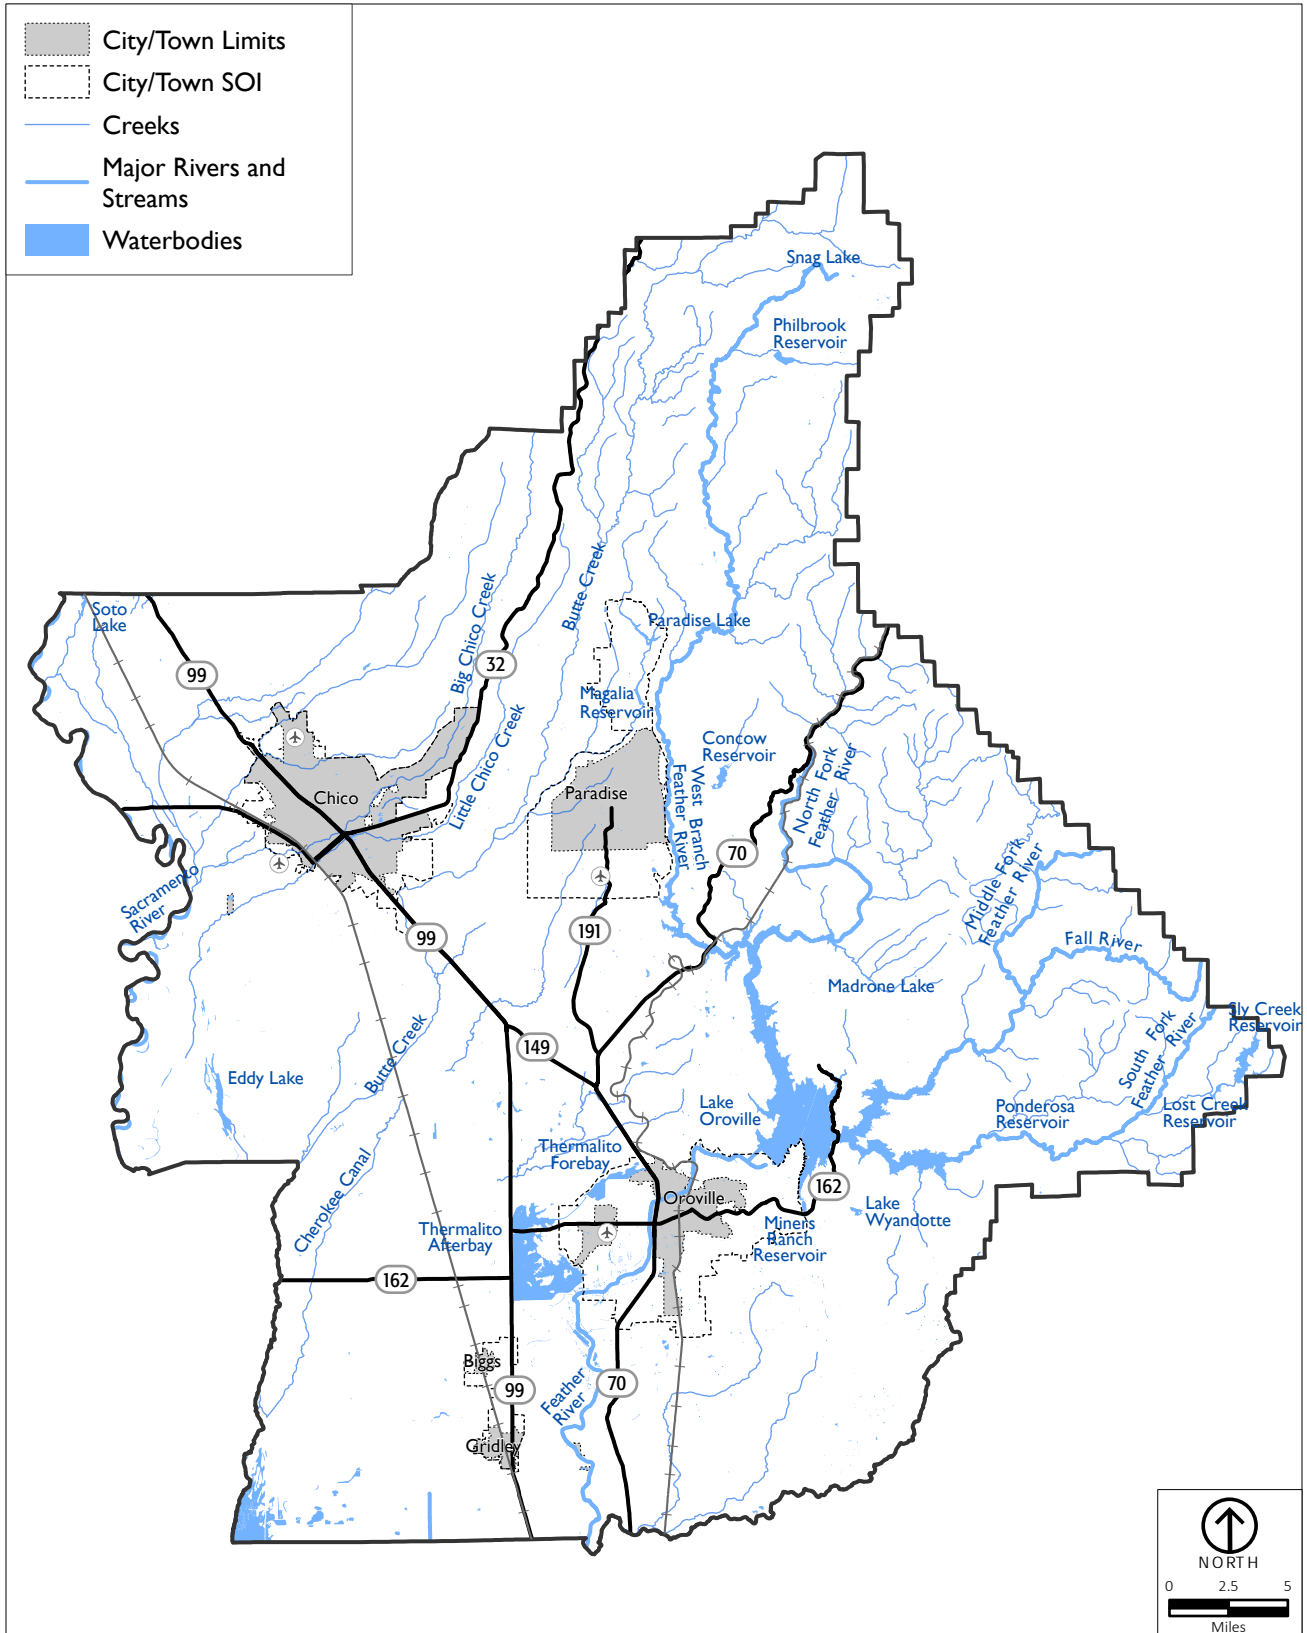 City/Town Limits
City/Town SOI
Creeks
Major Rivers and
Streams
Waterbodies
Snag Lake
Philbrook
Reservoir
Soto
Lake
99
Big Chico Creek
32
Butte Creek
Paradise Lake
Magalia
Reservoir
Little Chico Creek
Concow
Reservoir
North Fork
Feather River
Chico
Paradise
West Branch
Feather River
70
Sacramento
River
99
191
Middle Fork
Feather River
Fall River
Madrone Lake
Sly Creek
Reservoir
South Fork
Feather River
149
Butte Creek
Eddy Lake
Lake
Oroville
Ponderosa
Reservoir
Lost Creek
Reservoir
Thermalito
Forebay
Cherokee Canal
Oroville
162
Lake
Wyandotte
Thermalito
Afterbay
Miners
Ranch
Reservoir
162
Biggs
99
Feather
River
70
Gridley
NORTH
0 2.5 5
Miles